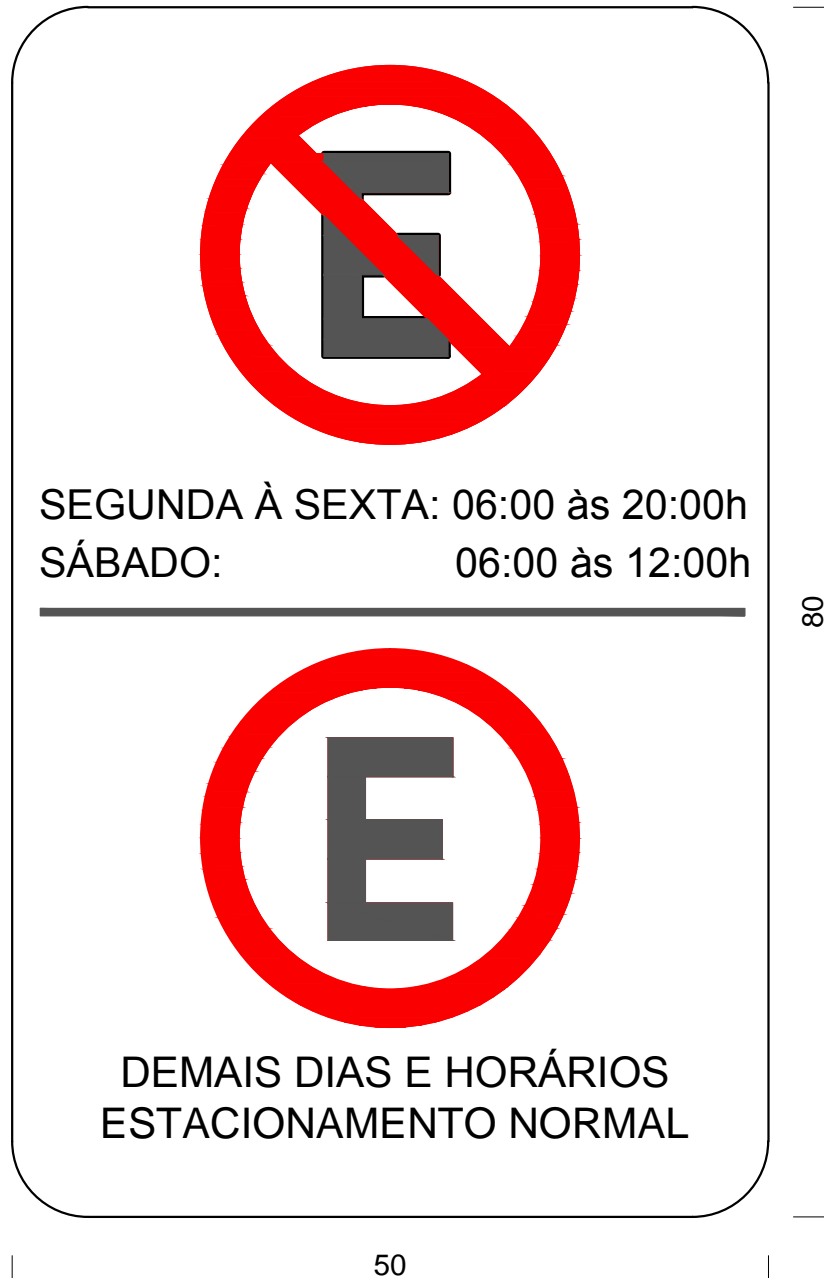 E
SEGUNDA À SEXTA: 06:00 às 20:00h
SÁBADO: 06:00 às 12:00h
80
E
DEMAIS DIAS E HORÁRIOS
ESTACIONAMENTO NORMAL
50